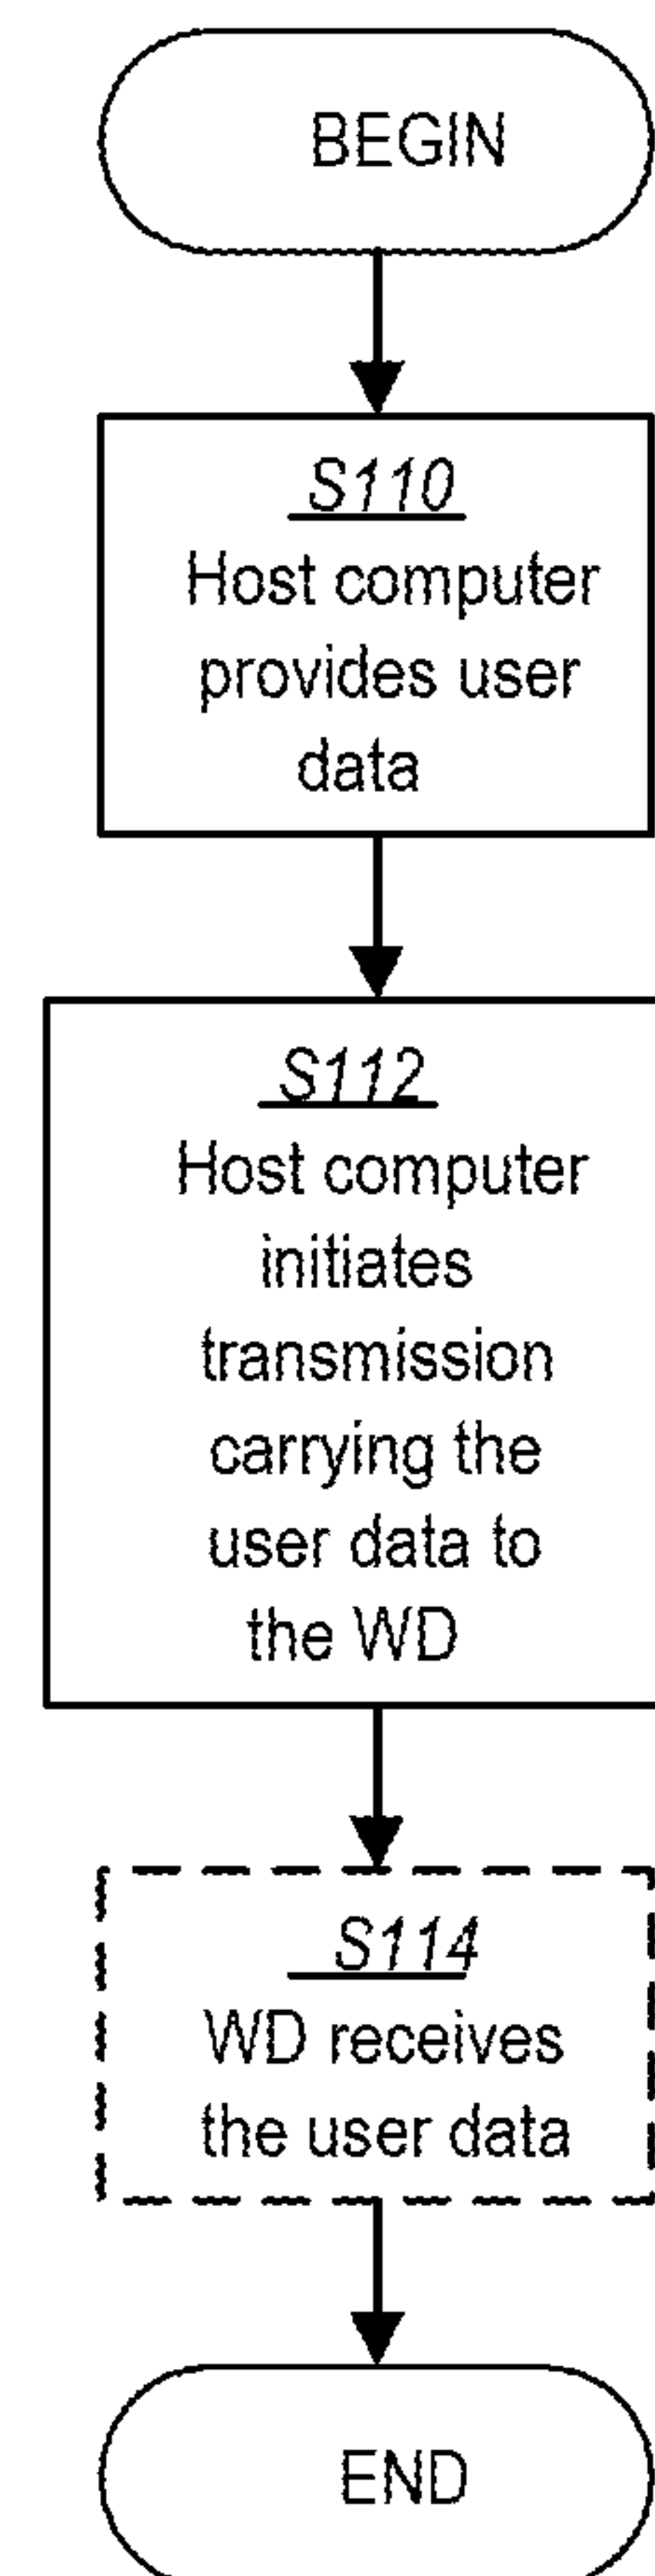 BEGIN
S110
Host computer
provides user
data
S112
Host computer
initiates
transmission
carrying the
user data to
the WD
S114
WD receives
the user data
END